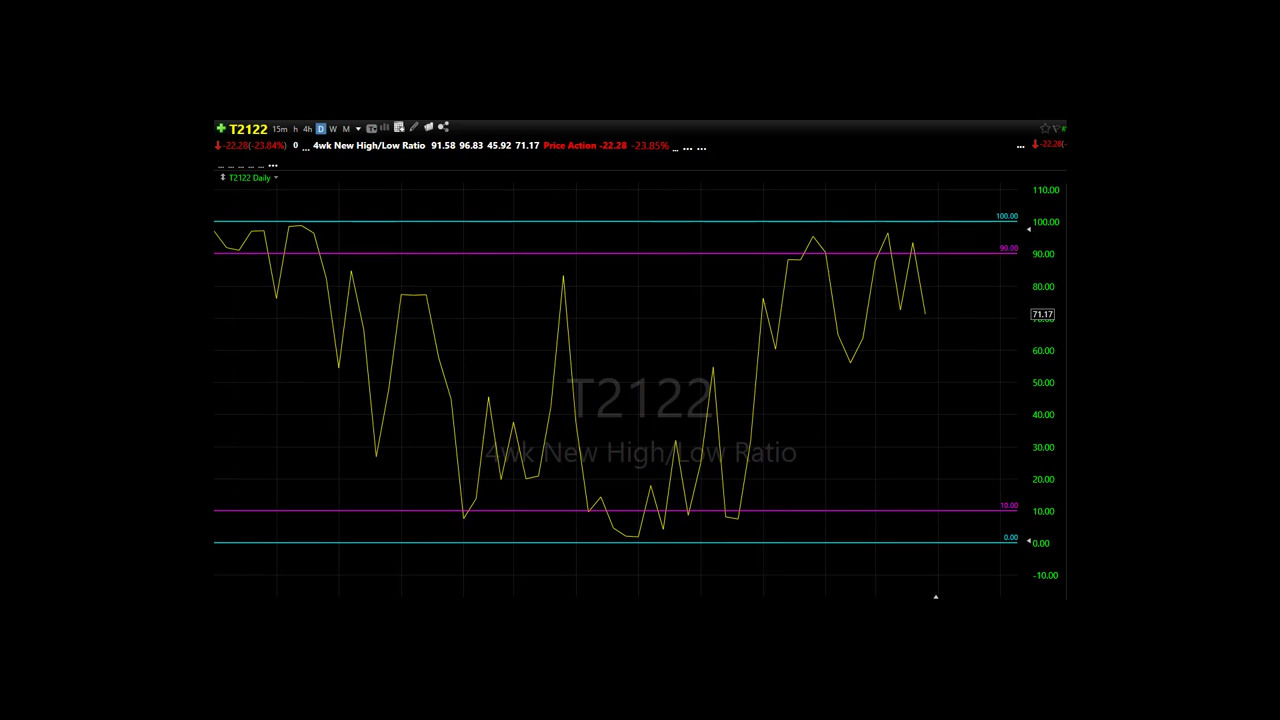 T2122 15m h 4h D W M
-22.28(-23.84%) 0 ... 4wk New High/Low Ratio 91.58 96.83 45.92 71.17 Price Action -22.28 -23.85% ... ... ... ... -22.28(-
... ... ... ... ... ...
T2122 Daily
110.00
100.00 100.00
90.00 90.00
80.00
71.17
60.00
50.00
T2122
40.00
4wk New High/Low Ratio
30.00
20.00
10.00 10.00
0.00 0.00
-10.00